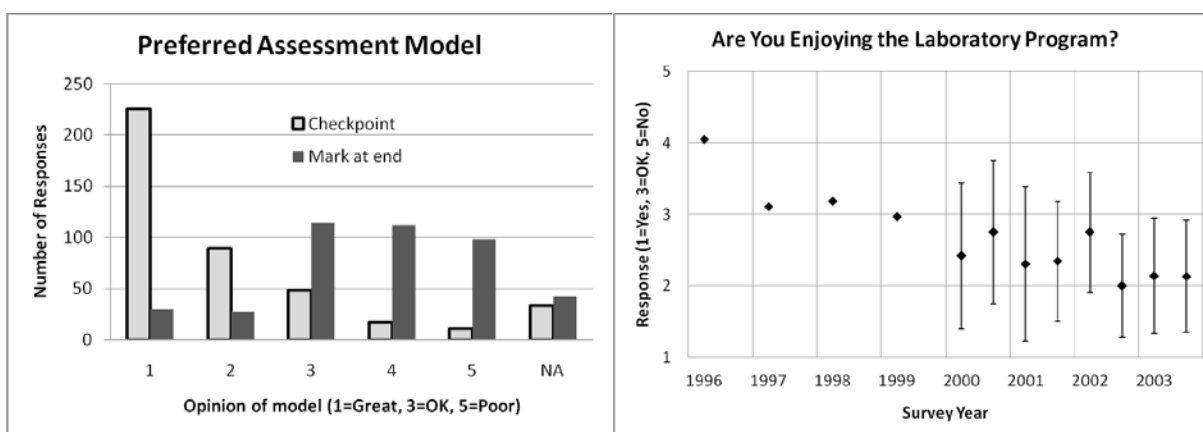 Preferred Assessment Model
250
200
150
100
50
0
Number of Responses
Checkpoint
Mark at end
1 2 3 4 5 NA
Opinion of model (1=Great, 3=OK, 5=Poor)
Are You Enjoying the Laboratory Program?
5
4
3
2
1
Response (1=Yes, 3=OK, 5=No)
1996 1997 1998 1999 2000 2001 2002 2003
Survey Year